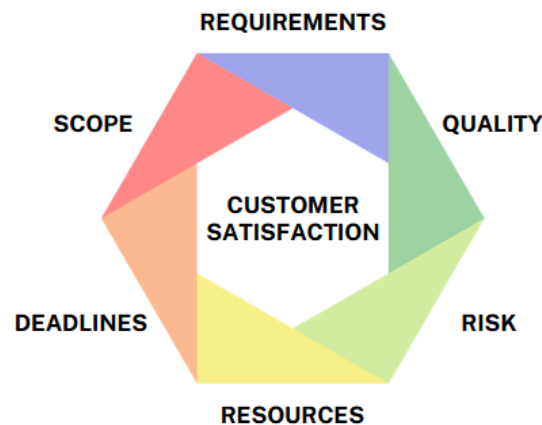 REQUIREMENTS
SCOPE
QUALITY
CUSTOMER
SATISFACTION
DEADLINES
RISK
RESOURCES